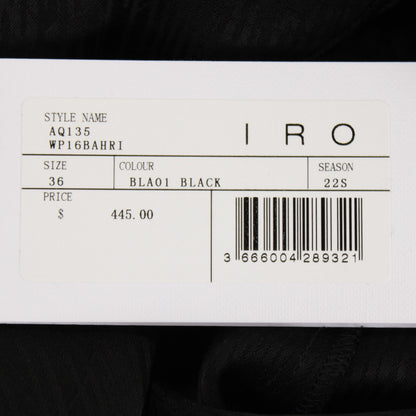 STYLE NAME
AQ135
WP16BAHRI
IRO
SIZE COLOUR SEASON
36 BLA01 BLACK 22S
PRICE
$ 445.00
3 666004 289321